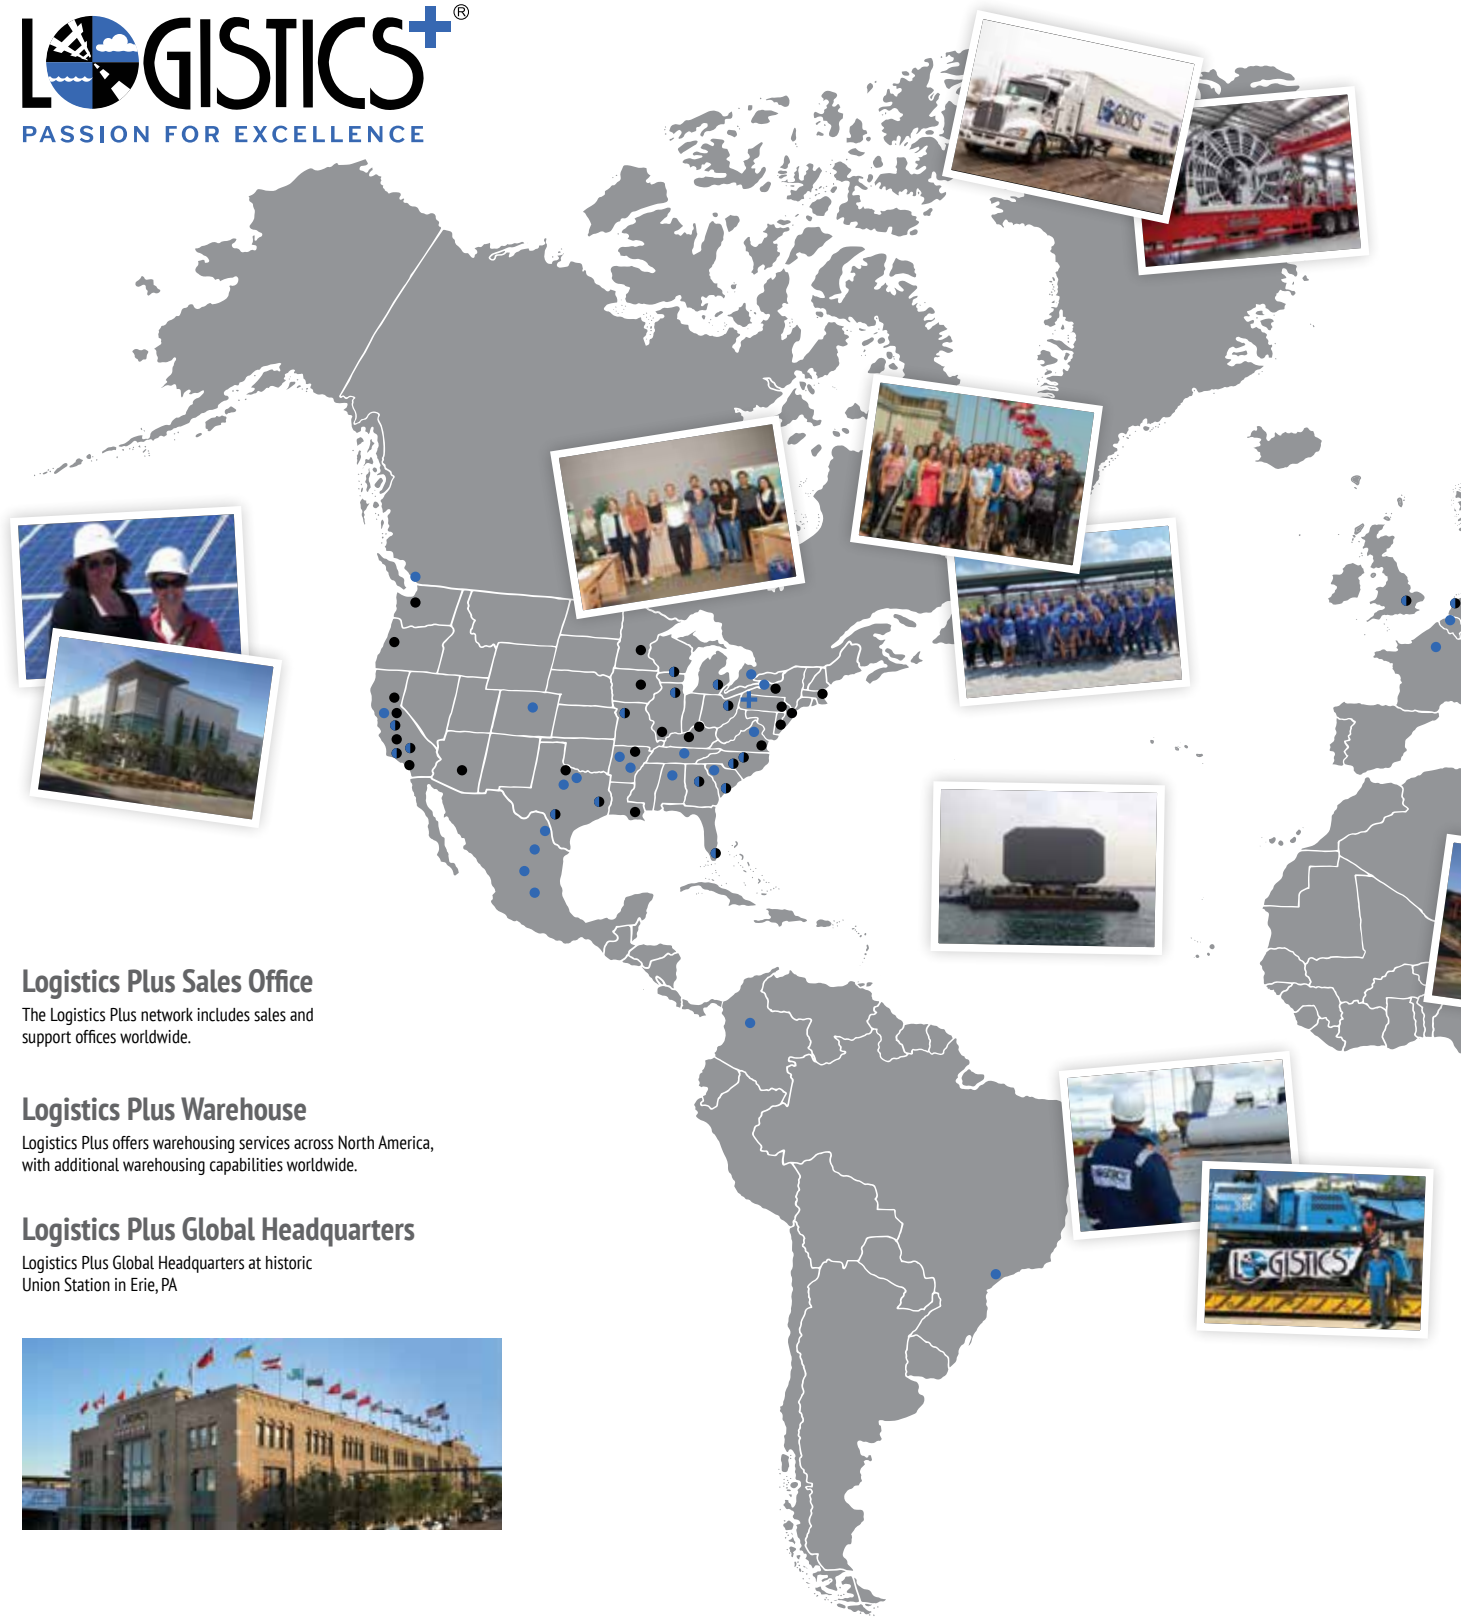 LOGISTICS+®
PASSION FOR EXCELLENCE
LOGISTICS
Logistics Plus Sales Office
The Logistics Plus network includes sales and
support offices worldwide.
Logistics Plus Warehouse
Logistics Plus offers warehousing services across North America,
with additional warehousing capabilities worldwide.
Logistics Plus Global Headquarters
Logistics Plus Global Headquarters at historic
Union Station in Erie, PA
LOGISTICS+